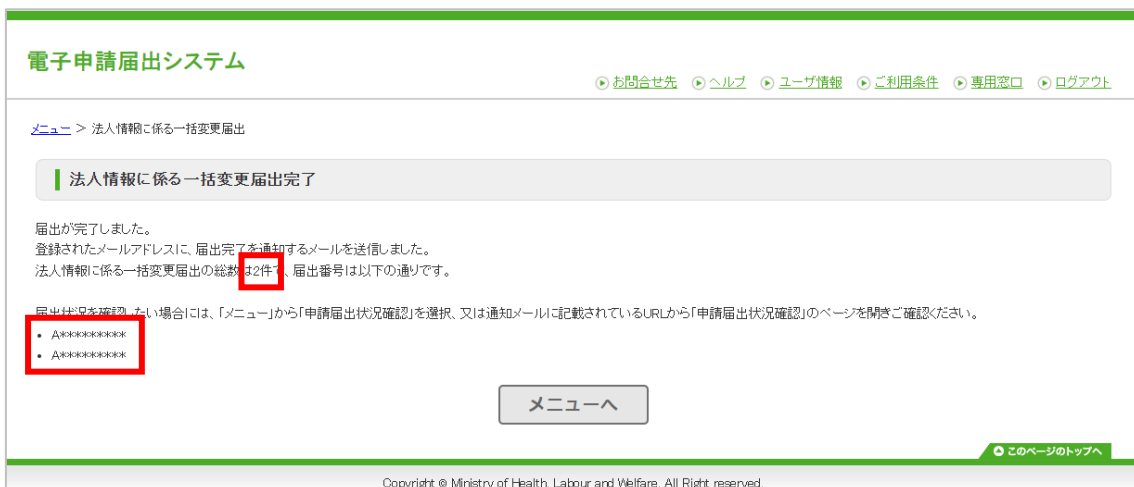 電子申請届出システム
お問合せ先 ヘルプ ユーザ情報 ご利用条件 専用窓口 ログアウト
メニュー > 法人情報に係る一括変更届出
法人情報に係る一括変更届出完了
届出が完了しました。
登録されたメールアドレスに、届出完了を通知するメールを送信しました。
法人情報に係る一括変更届出の総数は2件で、届出番号は以下の通りです。
届出状況を確認したい場合には、「メニュー」から「申請届出状況確認」を選択、又は通知メールに記載されているURLから「申請届出状況確認」のページを開きご確認ください。
• A*********
• A*********
メニューへ
このページのトップへ
Copyright © Ministry of Health, Labour and Welfare, All Right reserved.